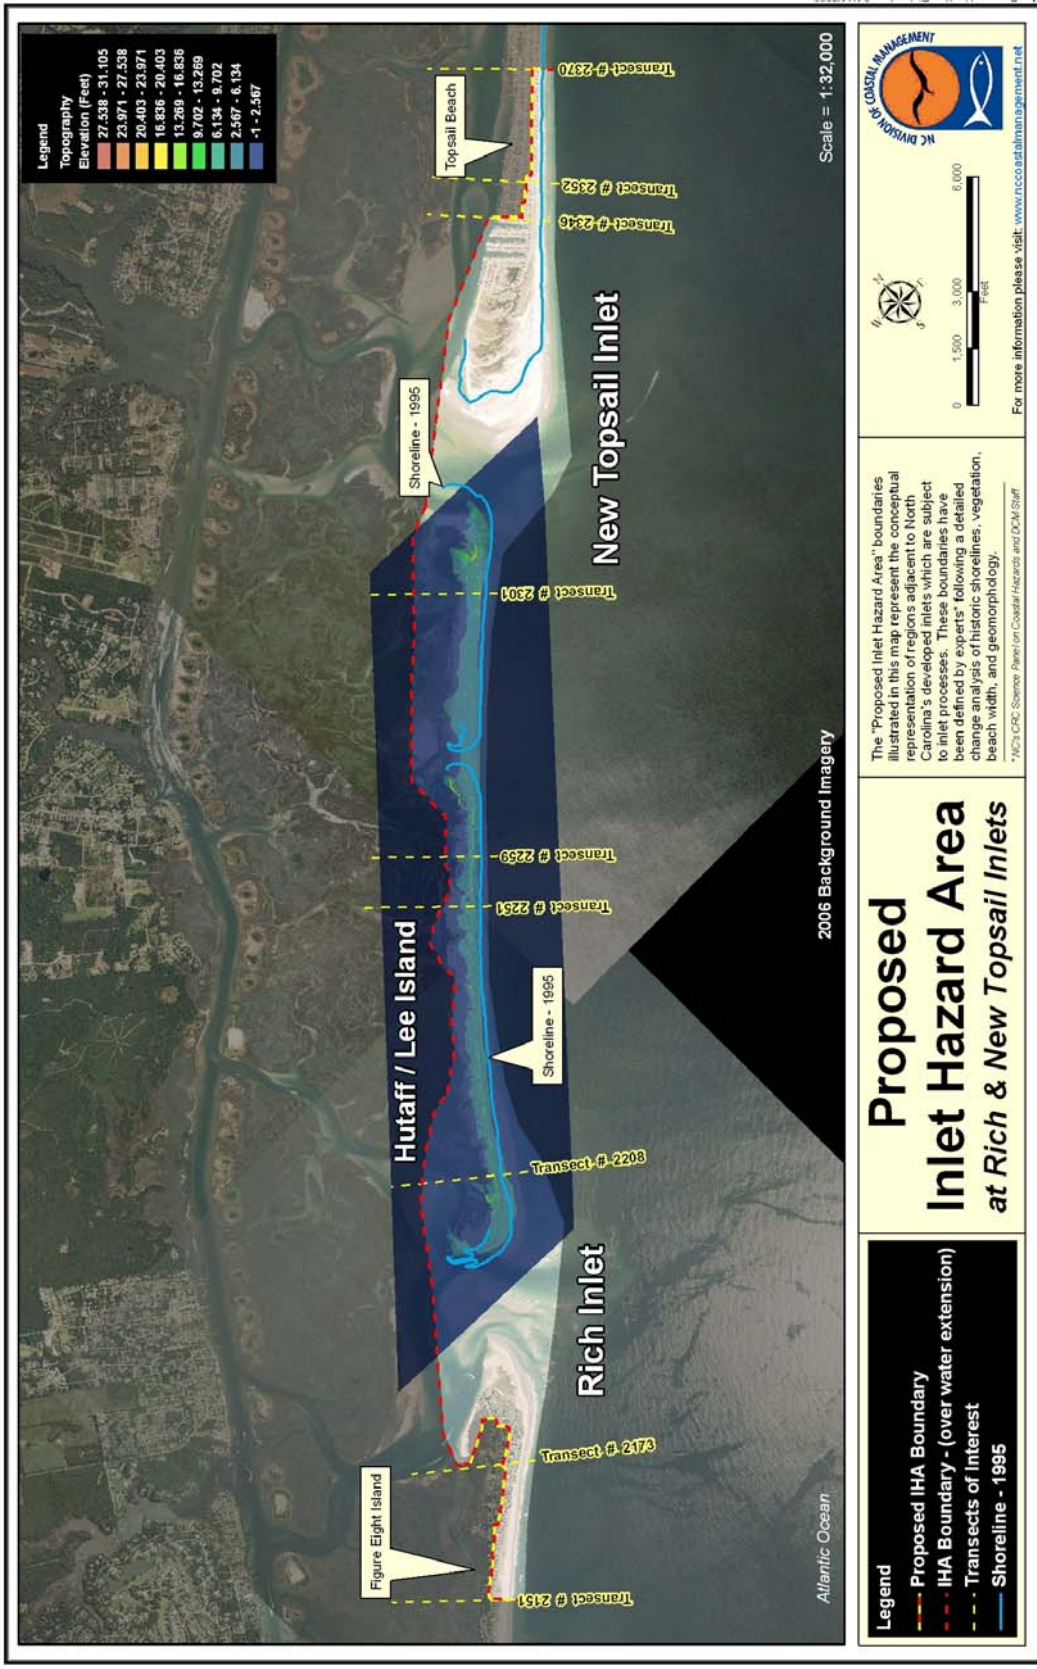 Legend
Topography
Elevation (Feet)
27.538 - 31.105
23.971 - 27.538
20.403 - 23.971
16.836 - 20.403
13.269 - 16.836
9.702 - 13.269
6.134 - 9.702
2.567 - 6.134
-1 - 2.567
Figure Eight Island
Transect # 2151
Transect # 2173
Rich Inlet
Hutaff / Lee Island
Transect # 2208
Shoreline - 1995
Transect # 2251
Transect # 2259
Transect # 2301
Shoreline - 1995
New Topsail Inlet
Topsail Beach
Transect # 2346
Transect # 2352
Transect # 2370
Atlantic Ocean
2006 Background Imagery
Scale = 1:32,000
Legend
Proposed IHA Boundary
IHA Boundary - (over water extension)
Transects of Interest
Shoreline - 1995
Proposed
Inlet Hazard Area
at Rich & New Topsail Inlets
The "Proposed Inlet Hazard Area" boundaries
illustrated in this map represent the conceptual
representation of regions adjacent to North
Carolina's developed inlets which are subject
to inlet processes. These boundaries have
been defined by experts* following a detailed
change analysis of historic shorelines, vegetation,
beach width, and geomorphology.
*NC's CRC Science Panel on Coastal Hazards and DCM Staff
N
E
S
W
0 1,500 3,000 6,000
Feet
NC DIVISION OF COASTAL MANAGEMENT
For more information please visit: www.nccoastalmanagement.net